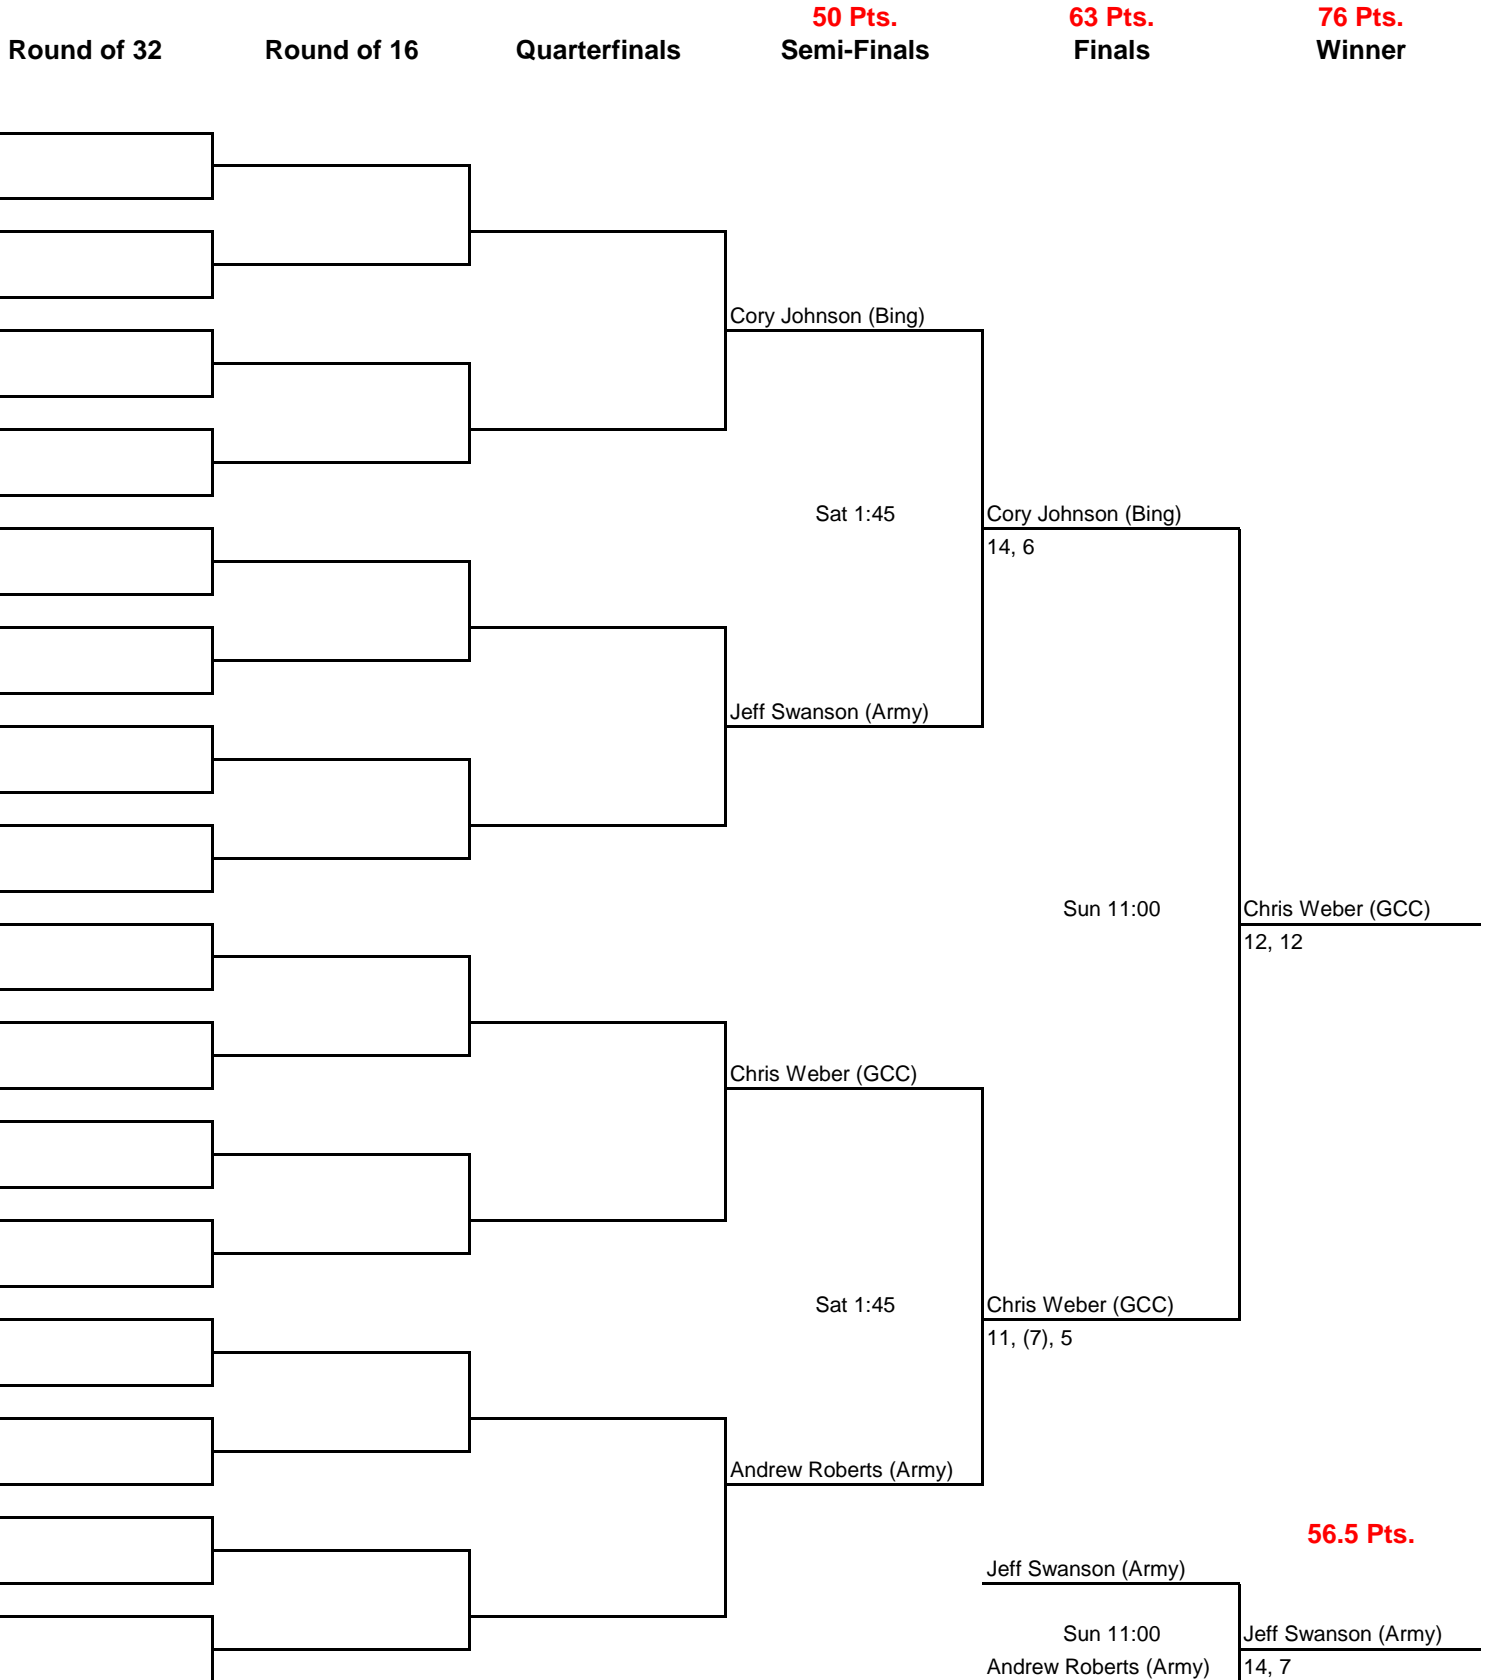 50 Pts. 63 Pts. 76 Pts.
Round of 32 Round of 16 Quarterfinals Semi-Finals Finals Winner
Cory Johnson (Bing)
Sat 1:45 Cory Johnson (Bing)
14, 6
Jeff Swanson (Army)
Sun 11:00 Chris Weber (GCC)
12, 12
Chris Weber (GCC)
Sat 1:45 Chris Weber (GCC)
11, (7), 5
Andrew Roberts (Army)
56.5 Pts.
Jeff Swanson (Army)
Sun 11:00 Jeff Swanson (Army)
Andrew Roberts (Army) 14, 7